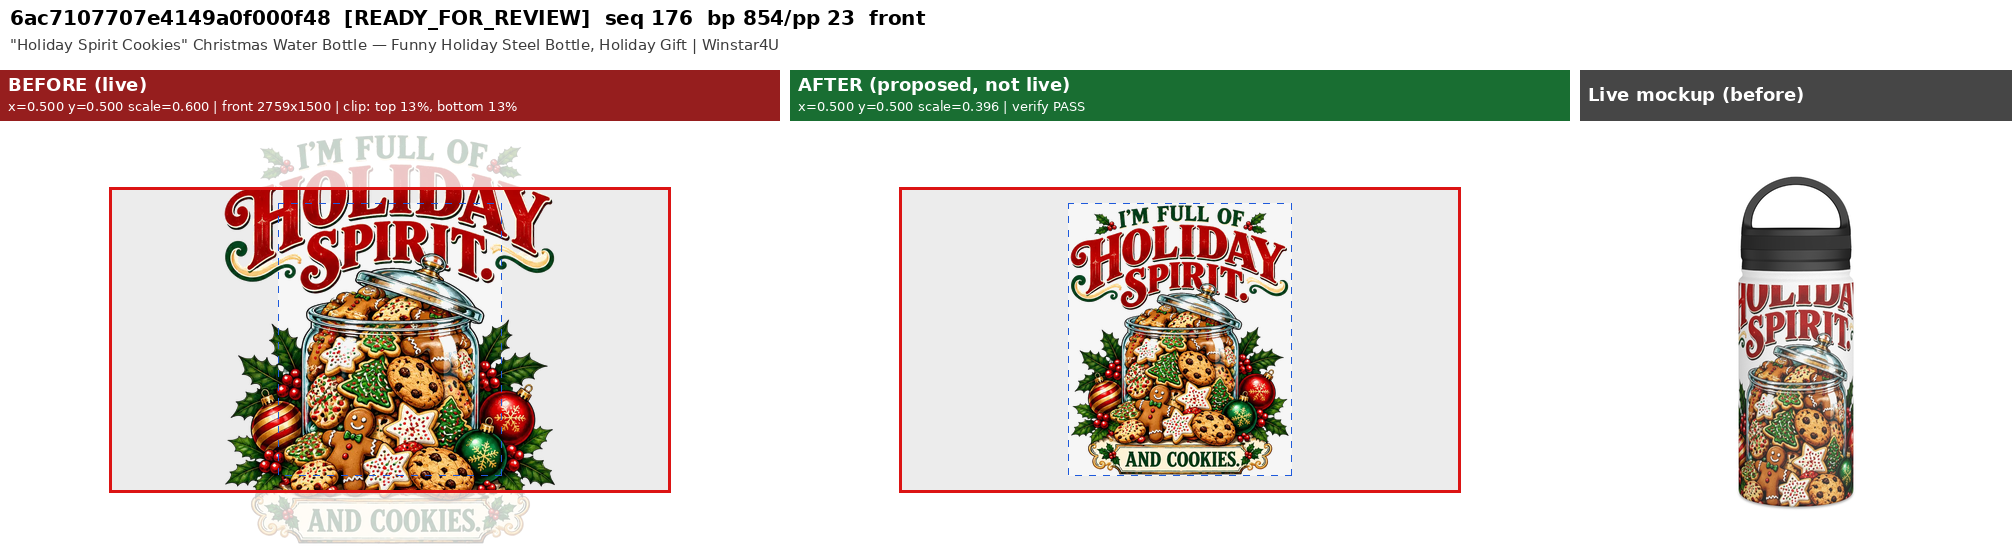 6ac7107707e4149a0f000f48 [READY_FOR_REVIEW] seq 176 bp 854/pp 23 front
"Holiday Spirit Cookies" Christmas Water Bottle — Funny Holiday Steel Bottle, Holiday Gift | Winstar4U
BEFORE (live)
x=0.500 y=0.500 scale=0.600 | front 2759x1500 | clip: top 13%, bottom 13%
I'M FULL OF
HOLIDAY
SPIRIT.
AND COOKIES.
AFTER (proposed, not live)
x=0.500 y=0.500 scale=0.396 | verify PASS
I'M FULL OF
HOLIDAY
SPIRIT.
AND COOKIES.
Live mockup (before)
HOLIDA
SPIRIT.